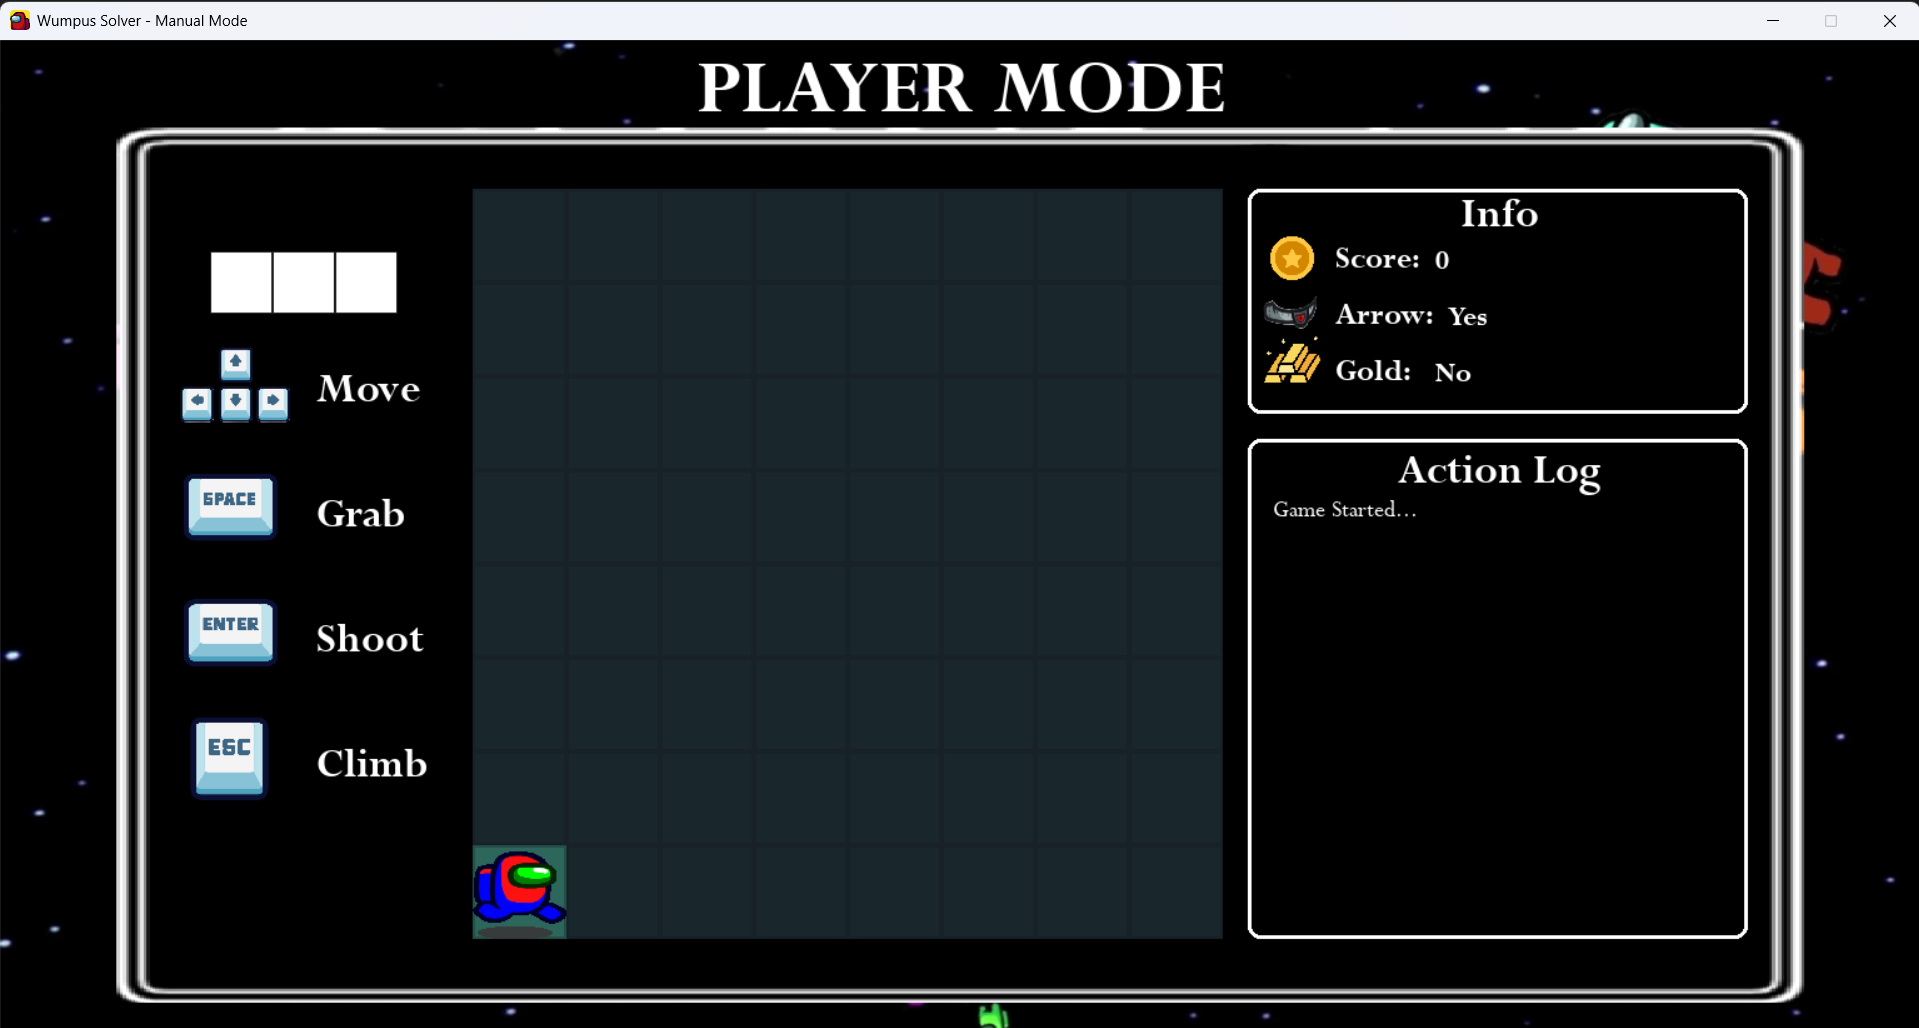 Wumpus Solver - Manual Mode
PLAYER MODE
Move
SPACE
Grab
ENTER
Shoot
ESC
Climb
Info
Score: 0
Arrow: Yes
Gold: No
Action Log
Game Started...